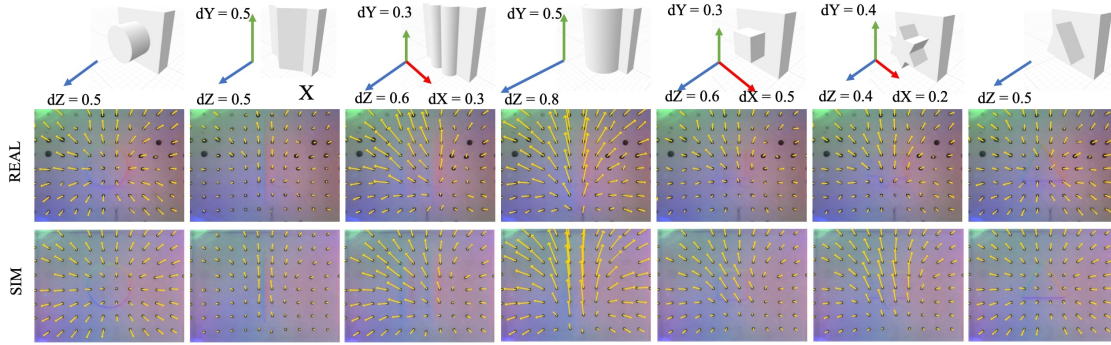 dY = 0.5
dY = 0.3
dY = 0.5
dY = 0.3
dY = 0.4
dZ = 0.5
dZ = 0.5
X
dZ = 0.6
dX = 0.3
dZ = 0.8
dZ = 0.6
dX = 0.5
dZ = 0.4
dX = 0.2
dZ = 0.5
REAL
SIM